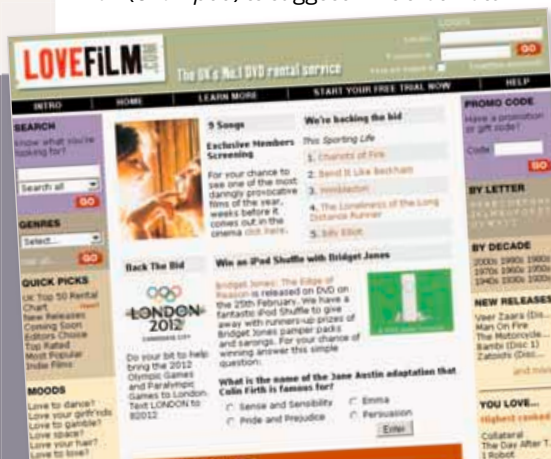 LOVEFiLM.COM
The UK's No.1 DVD rental service
LOGIN
GO
INTRO
HOME
LEARN MORE
START YOUR FREE TRIAL NOW
HELP
SEARCH
Know what you're
looking for?
Search all
GO
GENRES
Select...
GO
QUICK PICKS
UK Top 50 Rental
Chart
New Releases
Coming Soon
Editors Choice
Top Rated
Most Popular
Indie Films
MOODS
Love to dance?
Love your girlfriends
Love to gamble?
Love space?
Love your hair?
Love to love?
9 Songs
Exclusive Members
Screening
For your chance to
see one of the most
daringly provocative
films of the year,
weeks before it
comes out in the
cinema click here.
We're backing the bid
This Sporting Life
1. Chariots of Fire
2. Bend It Like Beckham
3. Wimbledon
4. The Loneliness of the Long
Distance Runner
5. Billy Elliot
Back The Bid
LONDON
2012
CANDIDATE CITY
Do your bit to help
bring the 2012
Olympic Games
and Paralympic
Games to London.
Text LONDON to
82012
Win an iPod Shuffle with Bridget Jones
Bridget Jones: The Edge of
Reason is released on DVD on
the 25th February. We have a
fantastic iPod Shuffle to give
away with runners-up prizes of
Bridget Jones pamper packs
and sarongs. For your chance of
winning answer this simple
question:
What is the name of the Jane Austin adaptation that
Colin Firth is famous for?
Sense and Sensibility
Emma
Pride and Prejudice
Persuasion
Enter
PROMO CODE
Have a promotion
or gift code?
Code
GO
BY LETTER
BY DECADE
2000s 1990s 1980s
1970s 1960s 1950s
1940s 1930s 1920s
NEW RELEASES
Veer Zaara (Dis...
Man On Fire
The Motorcycle...
Bambi (Disc 1)
Zatoichi (Disc...
YOU LOVE...
Highest ranked
Collateral
The Day After T...
I Robot